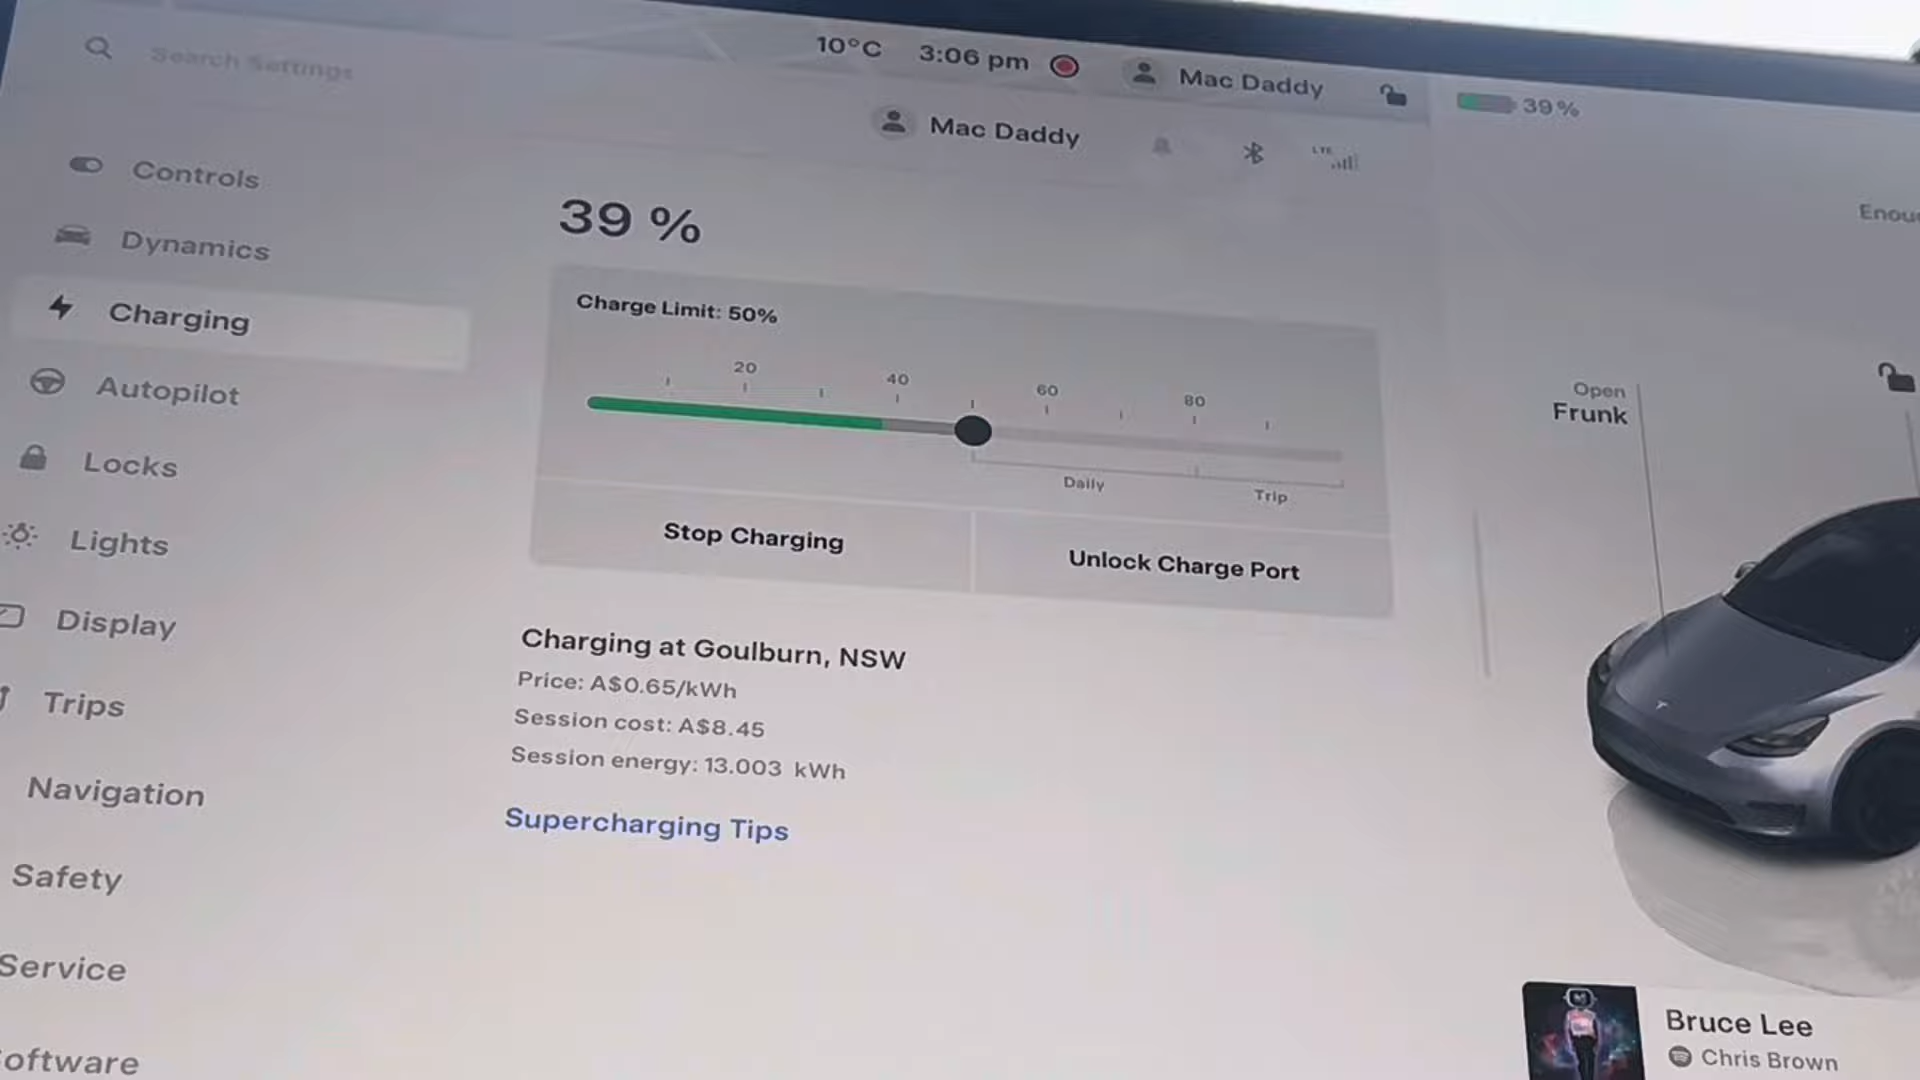 Search Settings
10°C 3:06 pm Mac Daddy 39%
Mac Daddy LTE
Controls
Dynamics
Charging
Autopilot
Locks
Lights
Display
Trips
Navigation
Safety
Service
Software
39 %
Charge Limit: 50%
20 40 60 80
Daily Trip
Stop Charging Unlock Charge Port
Charging at Goulburn, NSW
Price: A$0.65/kWh
Session cost: A$8.45
Session energy: 13.003 kWh
Supercharging Tips
Open
Frunk
Bruce Lee
Chris Brown